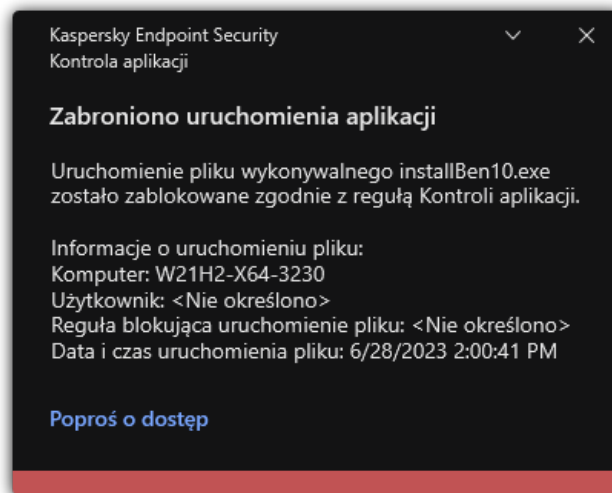 Kaspersky Endpoint Security
Kontrola aplikacji
Zabroniono uruchomienia aplikacji
Uruchomienie pliku wykonywalnego installBen10.exe
zostało zablokowane zgodnie z regułą Kontroli aplikacji.
Informacje o uruchomieniu pliku:
Komputer: W21H2-X64-3230
Użytkownik: <Nie określono>
Reguła blokująca uruchomienie pliku: <Nie określono>
Data i czas uruchomienia pliku: 6/28/2023 2:00:41 PM
Poproś o dostęp